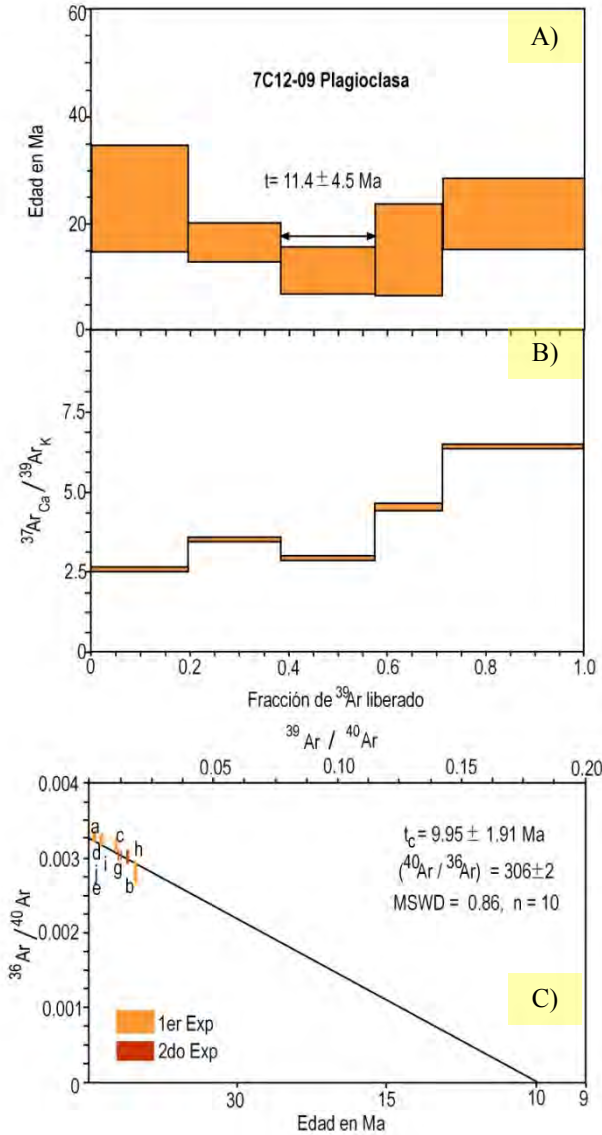 A)
7C12-09 Plagioclasa
t= 11.4 ± 4.5 Ma
Edad en Ma
60
40
20
0
B)
³⁷Ar_Ca / ³⁹Ar_K
7.5
5.0
2.5
0
0 0.2 0.4 0.6 0.8 1.0
Fracción de ³⁹Ar liberado
³⁹Ar / ⁴⁰Ar
0.05 0.10 0.15 0.20
0.004
0.003
0.002
0.001
0
³⁶Ar / ⁴⁰Ar
a
c
d
i
g
h
j
e
b
t_c = 9.95 ± 1.91 Ma
(⁴⁰Ar / ³⁶Ar) = 306±2
MSWD = 0.86, n = 10
C)
1er Exp
2do Exp
30 15 10 9
Edad en Ma